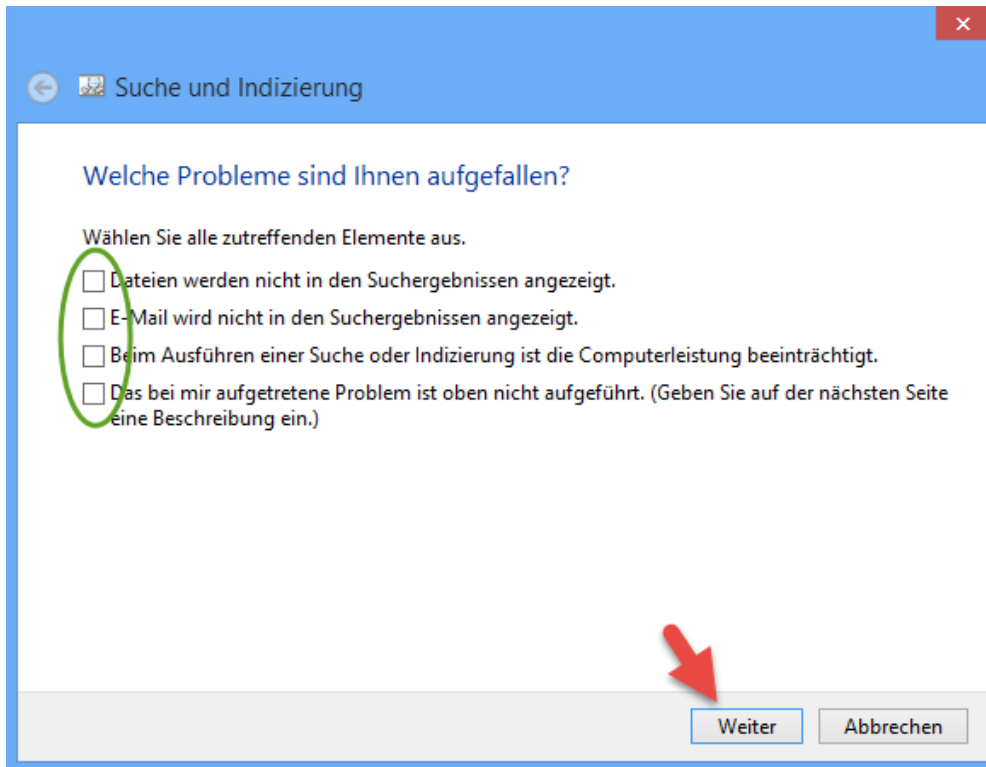 Suche und Indizierung
Welche Probleme sind Ihnen aufgefallen?
Wählen Sie alle zutreffenden Elemente aus.
Dateien werden nicht in den Suchergebnissen angezeigt.
E-Mail wird nicht in den Suchergebnissen angezeigt.
Beim Ausführen einer Suche oder Indizierung ist die Computerleistung beeinträchtigt.
Das bei mir aufgetretene Problem ist oben nicht aufgeführt. (Geben Sie auf der nächsten Seite
eine Beschreibung ein.)
Weiter Abbrechen